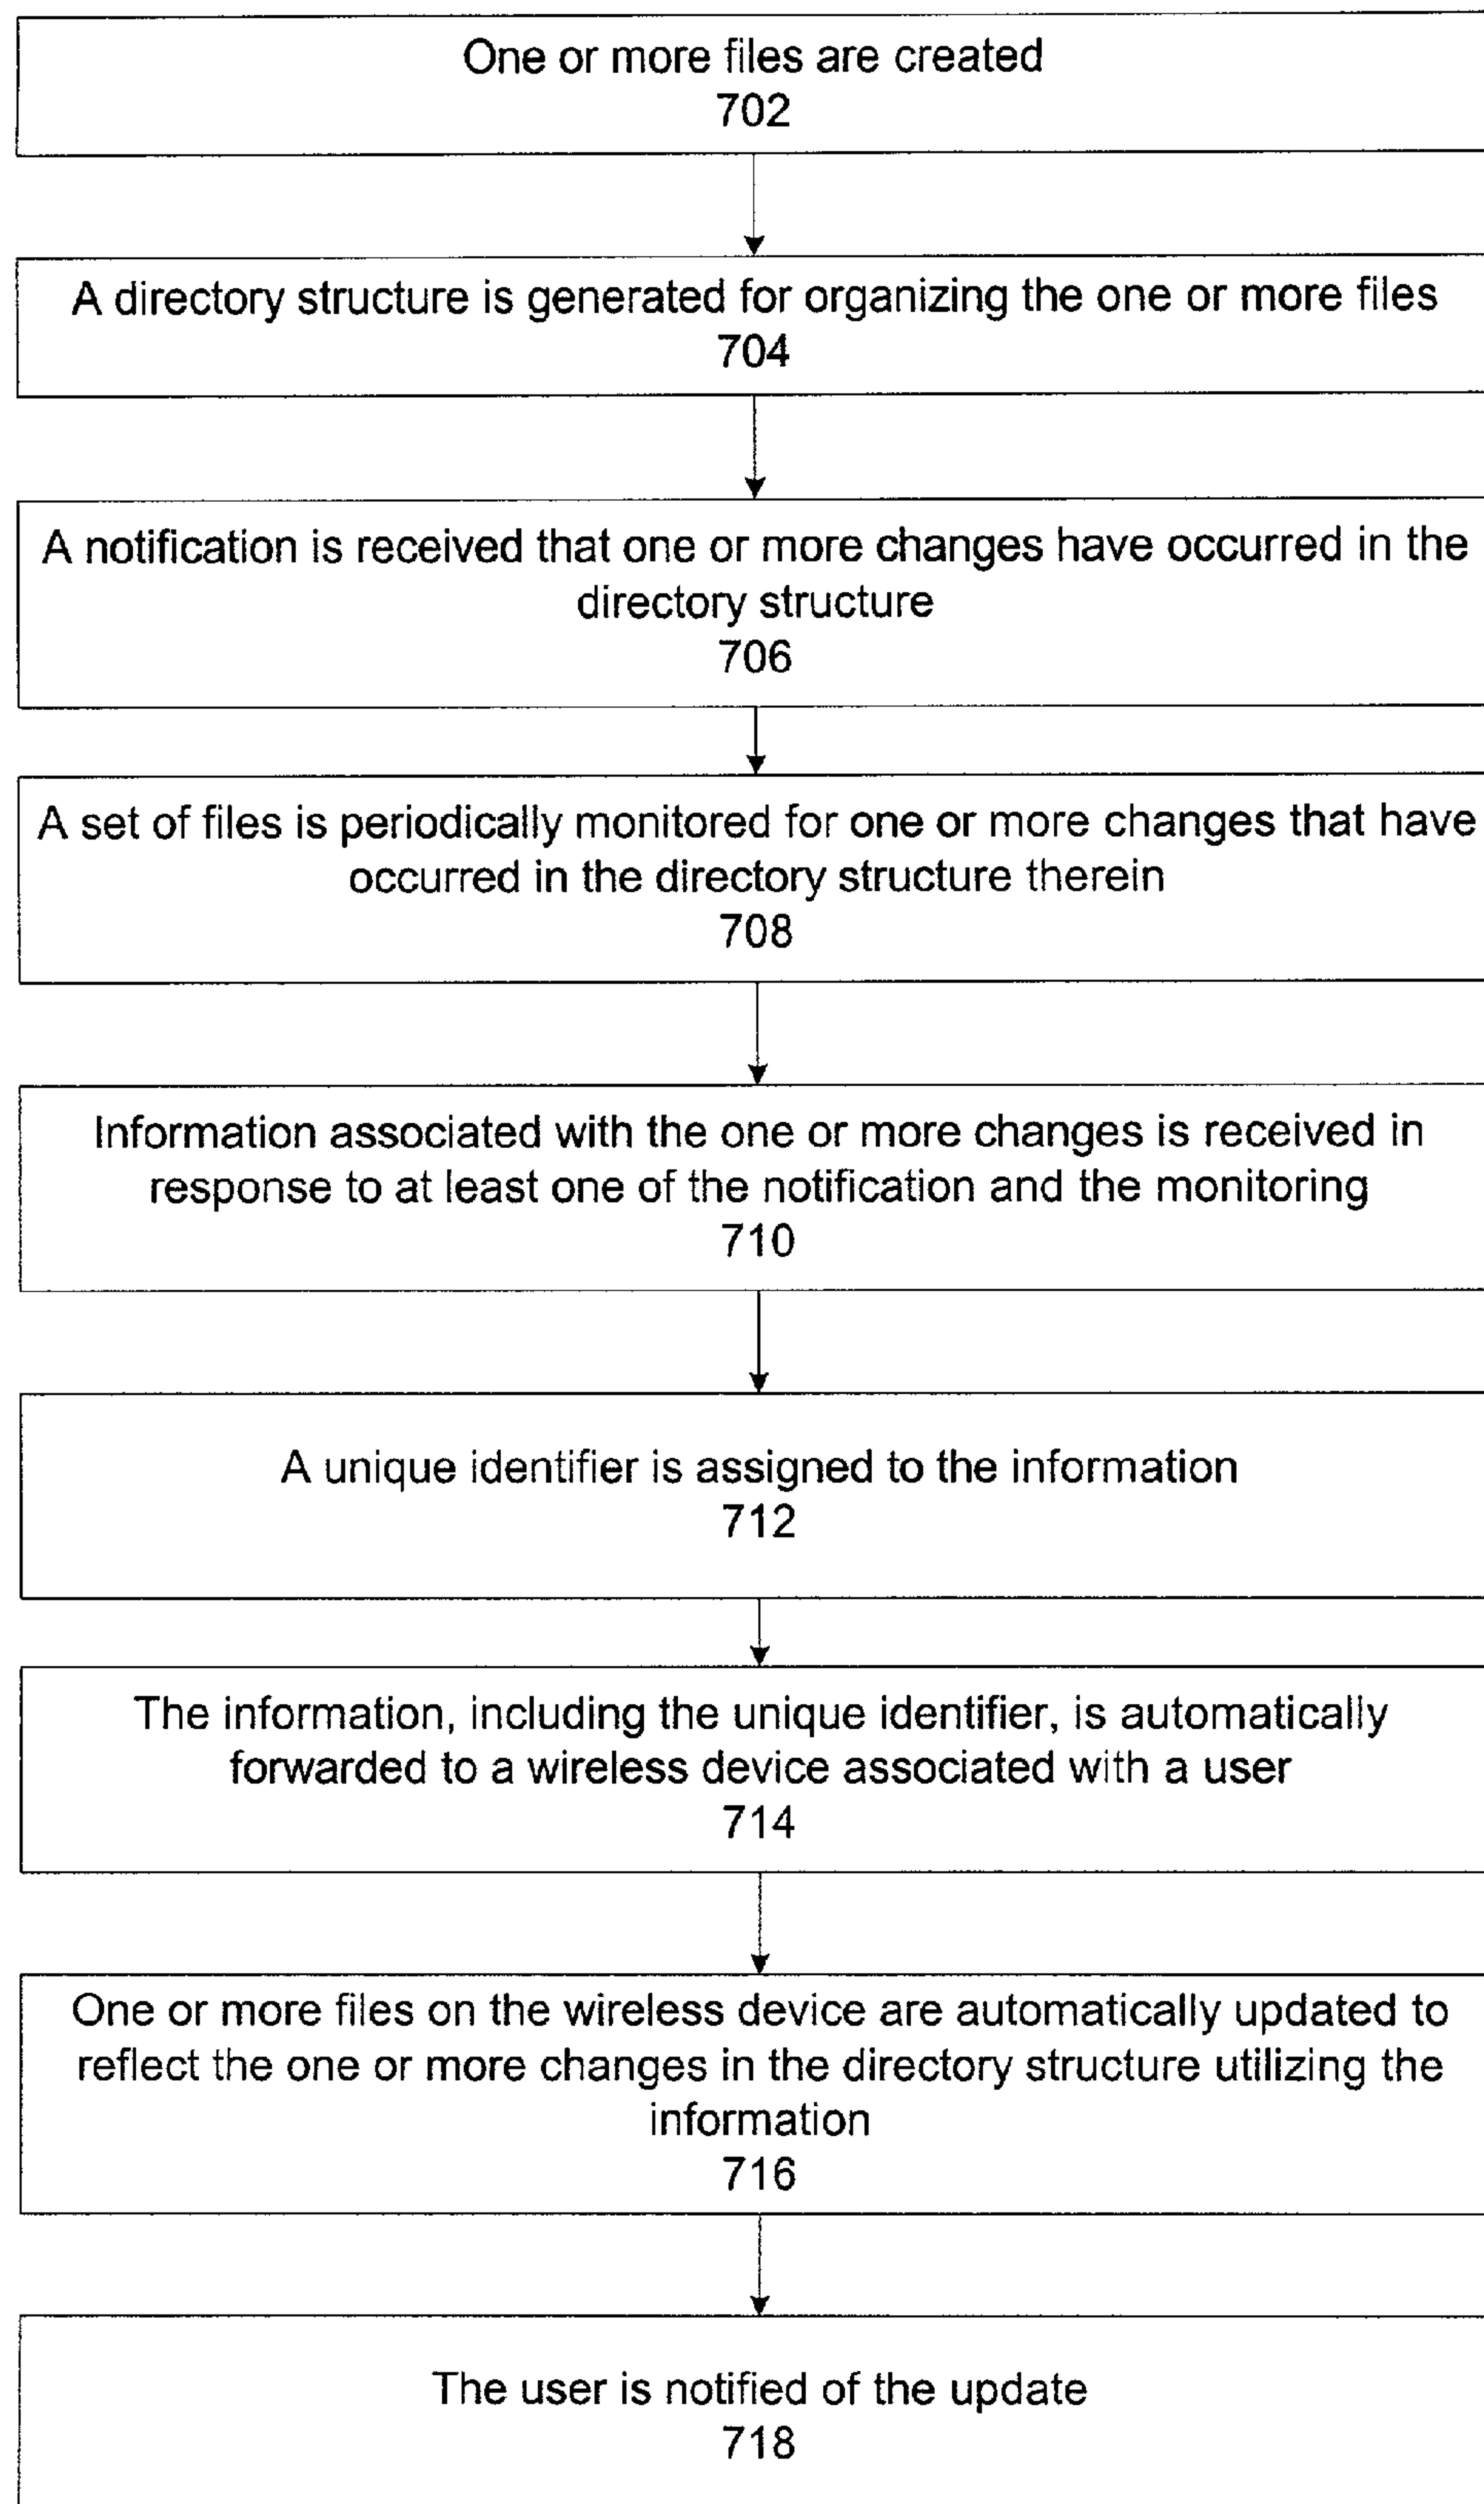 One or more files are created
702
A directory structure is generated for organizing the one or more files
704
A notification is received that one or more changes have occurred in the
directory structure
706
A set of files is periodically monitored for one or more changes that have
occurred in the directory structure therein
708
Information associated with the one or more changes is received in
response to at least one of the notification and the monitoring
710
A unique identifier is assigned to the information
712
The information, including the unique identifier, is automatically
forwarded to a wireless device associated with a user
714
One or more files on the wireless device are automatically updated to
reflect the one or more changes in the directory structure utilizing the
information
716
The user is notified of the update
718